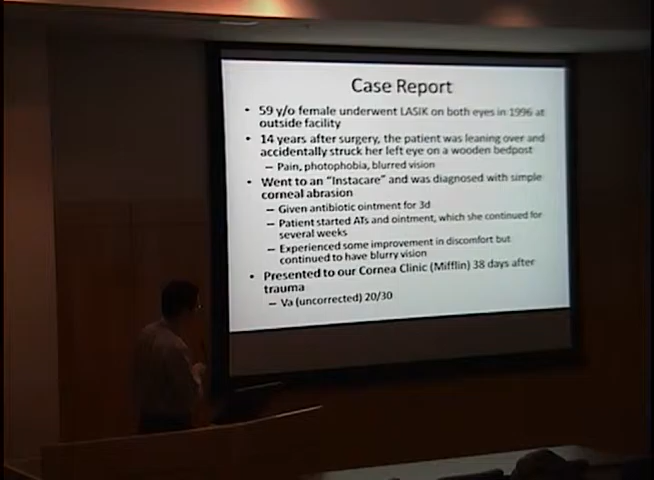 Case Report
• 59 y/o female underwent LASIK on both eyes in 1996 at
outside facility
• 14 years after surgery, the patient was leaning over and
accidentally struck her left eye on a wooden bedpost
– Pain, photophobia, blurred vision
• Went to an "Instacare" and was diagnosed with simple
corneal abrasion
– Given antibiotic ointment for 3d
– Patient started ATs and ointment, which she continued for
several weeks
– Experienced some improvement in discomfort but
continued to have blurry vision
• Presented to our Cornea Clinic (Mifflin) 38 days after
trauma
– Va (uncorrected) 20/30